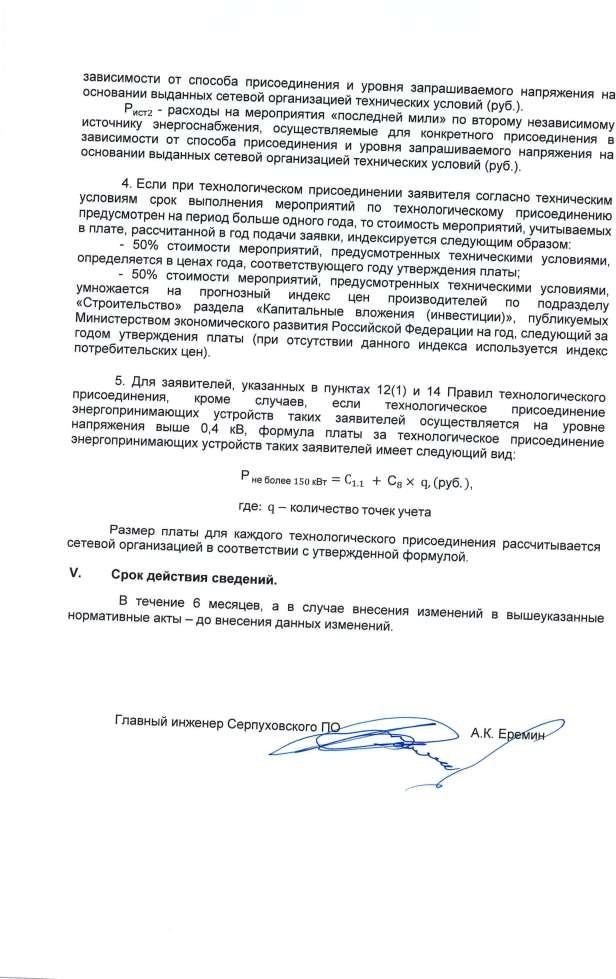 зависимости от способа присоединения и уровня запрашиваемого напряжения на
основании выданных сетевой организацией технических условий (руб.).
Рист2 - расходы на мероприятия «последней мили» по второму независимому
источнику энергоснабжения, осуществляемые для конкретного присоединения в
зависимости от способа присоединения и уровня запрашиваемого напряжения на
основании выданных сетевой организацией технических условий (руб.).
4. Если при технологическом присоединении заявителя согласно техническим
условиям срок выполнения мероприятий по технологическому присоединению
предусмотрен на период больше одного года, то стоимость мероприятий, учитываемых
в плате, рассчитанной в год подачи заявки, индексируется следующим образом:
- 50% стоимости мероприятий, предусмотренных техническими условиями,
определяется в ценах года, соответствующего году утверждения платы;
- 50% стоимости мероприятий, предусмотренных техническими условиями,
умножается на прогнозный индекс цен производителей по подразделу
«Строительство» раздела «Капитальные вложения (инвестиции)», публикуемых
Министерством экономического развития Российской Федерации на год, следующий за
годом утверждения платы (при отсутствии данного индекса используется индекс
потребительских цен).
5. Для заявителей, указанных в пунктах 12(1) и 14 Правил технологического
присоединения, кроме случаев, если технологическое присоединение
энергопринимающих устройств таких заявителей осуществляется на уровне
напряжения выше 0,4 кВ, формула платы за технологическое присоединение
энергопринимающих устройств таких заявителей имеет следующий вид:
Р не более 150 кВт = С1.1 + С8 × q, (руб.),
где: q – количество точек учета
Размер платы для каждого технологического присоединения рассчитывается
сетевой организацией в соответствии с утвержденной формулой.
V. Срок действия сведений.
В течение 6 месяцев, а в случае внесения изменений в вышеуказанные
нормативные акты – до внесения данных изменений.
Главный инженер Серпуховского ПО А.К. Еремин